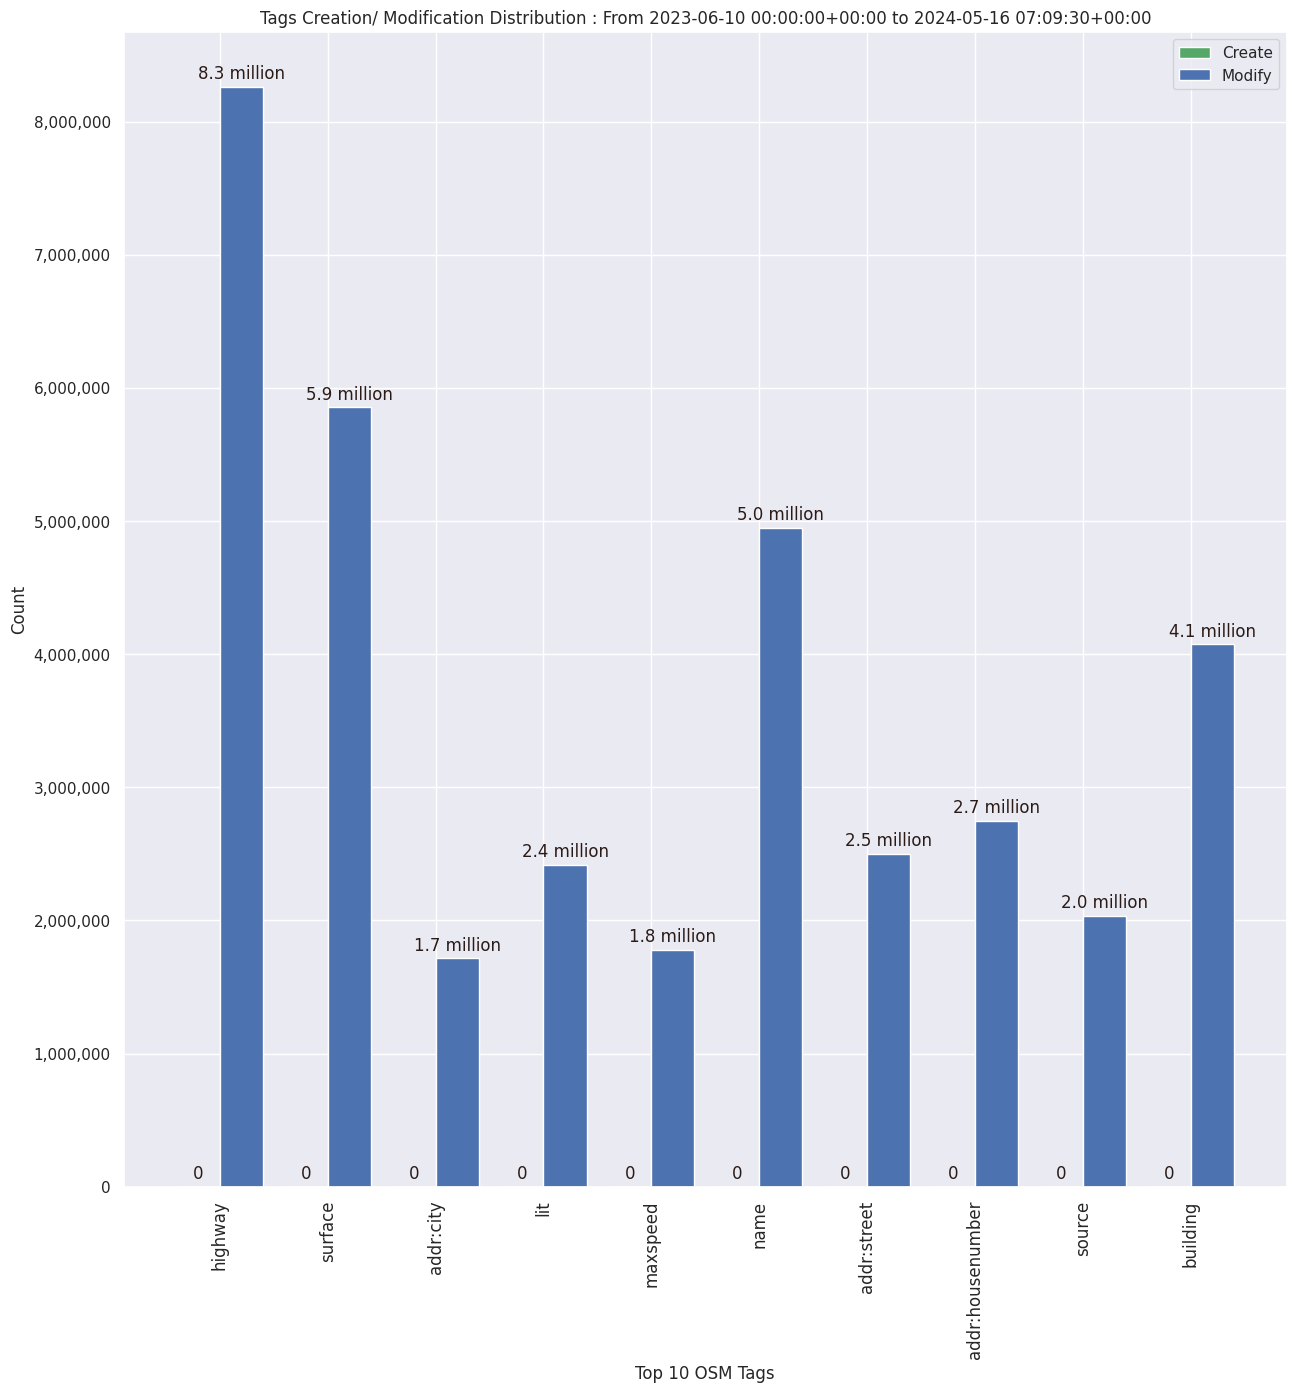 Tags Creation/ Modification Distribution : From 2023-06-10 00:00:00+00:00 to 2024-05-16 07:09:30+00:00
Create
Modify
8.3 million
5.9 million
1.7 million
2.4 million
1.8 million
5.0 million
2.5 million
2.7 million
2.0 million
4.1 million
8,000,000
7,000,000
6,000,000
5,000,000
4,000,000
3,000,000
2,000,000
1,000,000
0
Count
0
0
0
0
0
0
0
0
0
0
highway
surface
addr:city
lit
maxspeed
name
addr:street
addr:housenumber
source
building
Top 10 OSM Tags